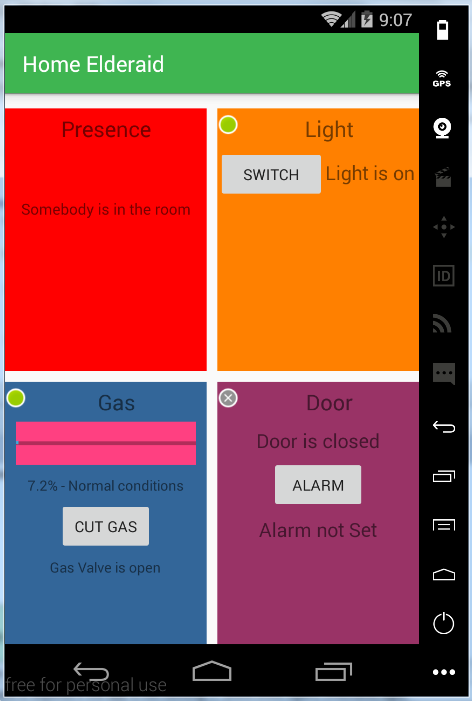 9:07
Home Elderaid
GPS
Presence
Somebody is in the room
Light
SWITCH Light is on
ID
Gas
7.2% - Normal conditions
CUT GAS
Gas Valve is open
Door
Door is closed
ALARM
Alarm not Set
free for personal use